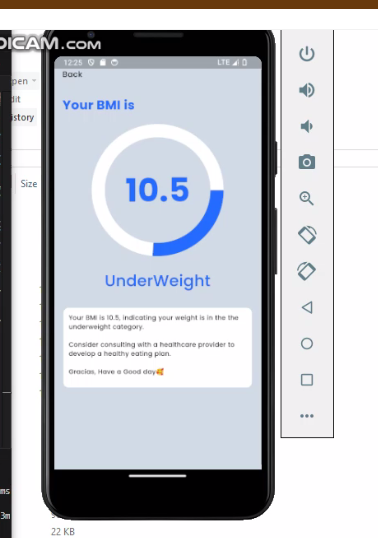 DICAM.COM
pen
dit
istory
Size
12:25
LTE
Back
Your BMI is
10.5
UnderWeight
Your BMI is 10.5, indicating your weight is in the the
underweight category.
Consider consulting with a healthcare provider to
develop a healthy eating plan.
Gracias, Have a Good day🥰
ms
3m
22 KB